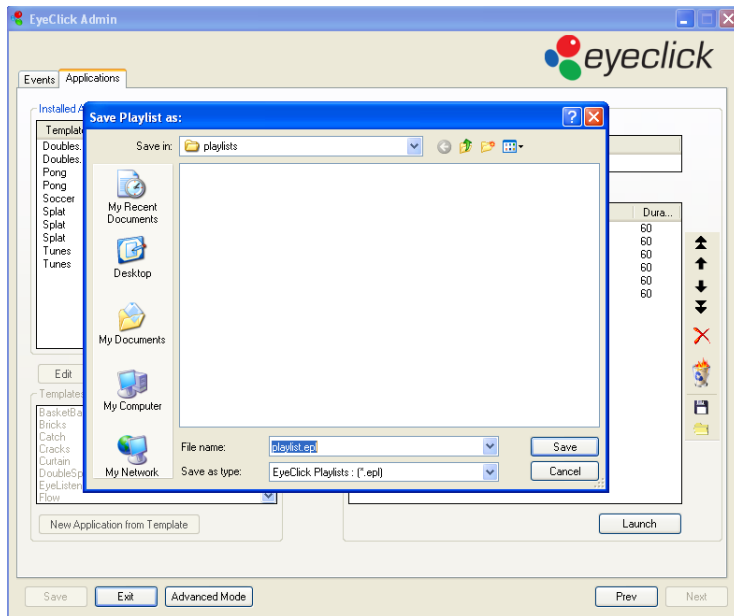 EyeClick Admin
eyeclick
Events
Applications
Installed A
Template
Doubles.
Doubles.
Pong
Pong
Soccer
Splat
Splat
Splat
Tunes
Tunes
Edit
Templates
BasketBa
Bricks
Catch
Cracks
Curtain
DoubleSp
EyeListen
Flow
New Application from Template
Save Playlist as:
Save in:
playlists
My Recent
Documents
Desktop
My Documents
My Computer
My Network
File name:
playlist.epl
Save
Save as type:
EyeClick Playlists : (*.epl)
Cancel
Dura...
60
60
60
60
60
60
Launch
Save
Exit
Advanced Mode
Prev
Next